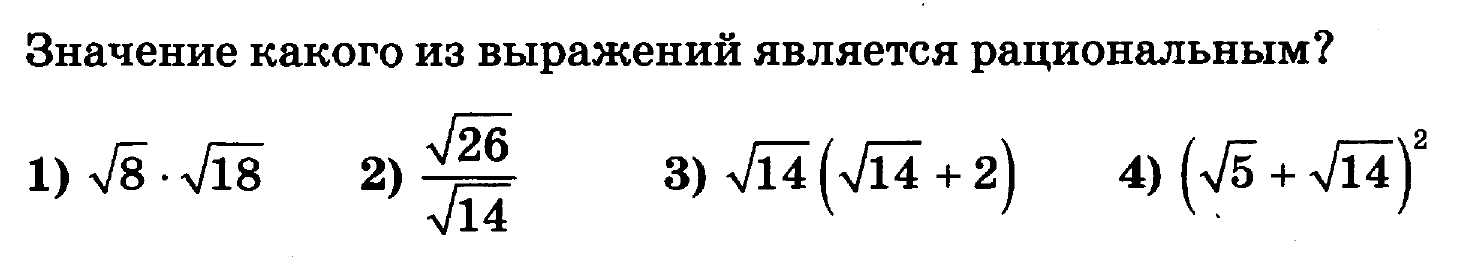 Значение какого из выражений является рациональным?
1) √8 · √18 2) √26/√14 3) √14(√14 + 2) 4) (√5 + √14)²